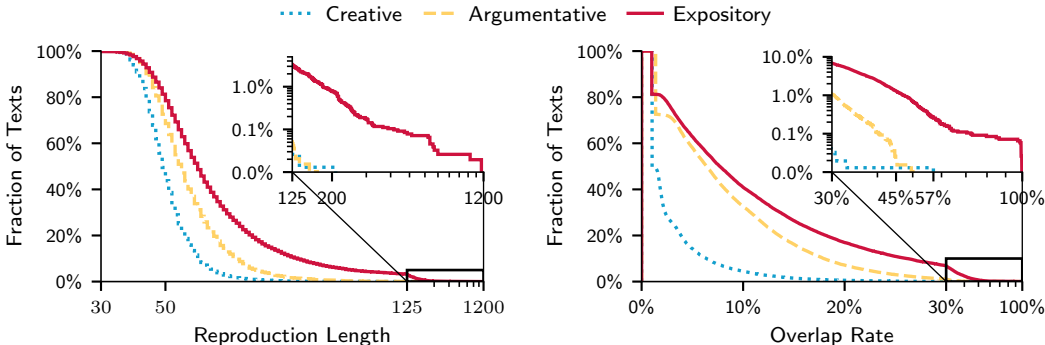 Creative Argumentative Expository
100%
80%
60%
40%
20%
0%
Fraction of Texts
30 50 125 1200
Reproduction Length
1.0%
0.1%
0.0%
125 200 1200
100%
80%
60%
40%
20%
0%
Fraction of Texts
0% 10% 20% 30% 100%
Overlap Rate
10.0%
1.0%
0.1%
0.0%
30% 45% 57% 100%